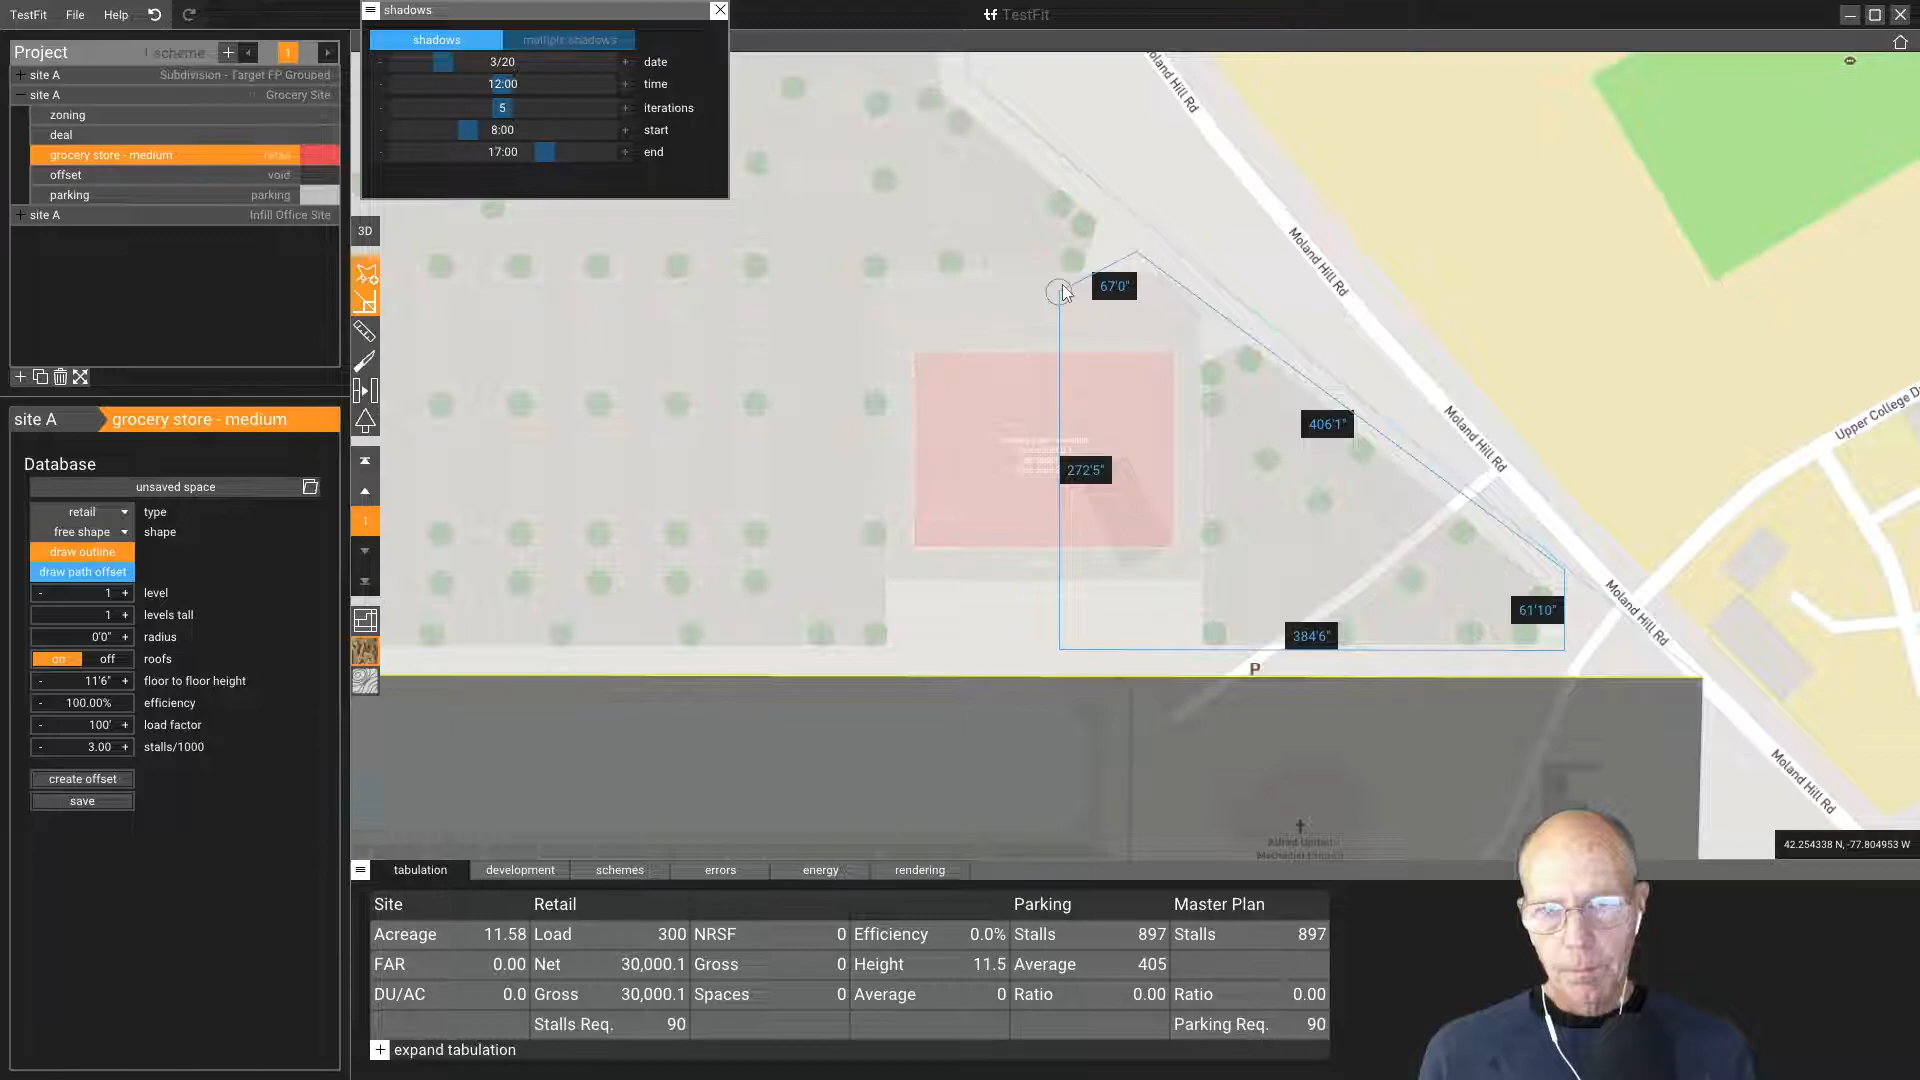 TestFit File Help
shadows
TestFit
Project scheme + 1
shadows multiple shadows
- 3/20 + date
- 12:00 + time
- 5 + iterations
- 8:00 + start
- 17:00 + end
+ site A Subdivision - Target FP Grouped
- site A Grocery Site
zoning
deal
grocery store - medium retail
offset void
parking parking
+ site A Infill Office Site
3D
1
site A grocery store - medium
Database
unsaved space
retail type
free shape shape
draw outline
draw path offset
- 1 + level
1 + levels tall
0'0" + radius
on off roofs
- 11'6" + floor to floor height
- 100.00% efficiency
- 100' + load factor
- 3.00 + stalls/1000
create offset
save
Moland Hill Rd
Moland Hill Rd
Moland Hill Rd
Moland Hill Rd
Moland Hill Rd
Upper College D
67'0"
406'1"
272'5"
61'10"
384'6"
P
Alfred United
Methodist Church
42.254338 N, -77.804953 W
tabulation development schemes errors energy rendering
Site Retail Parking Master Plan
Acreage 11.58 Load 300 NRSF 0 Efficiency 0.0% Stalls 897 Stalls 897
FAR 0.00 Net 30,000.1 Gross 0 Height 11.5 Average 405
DU/AC 0.0 Gross 30,000.1 Spaces 0 Average 0 Ratio 0.00 Ratio 0.00
Stalls Req. 90 Parking Req. 90
+ expand tabulation